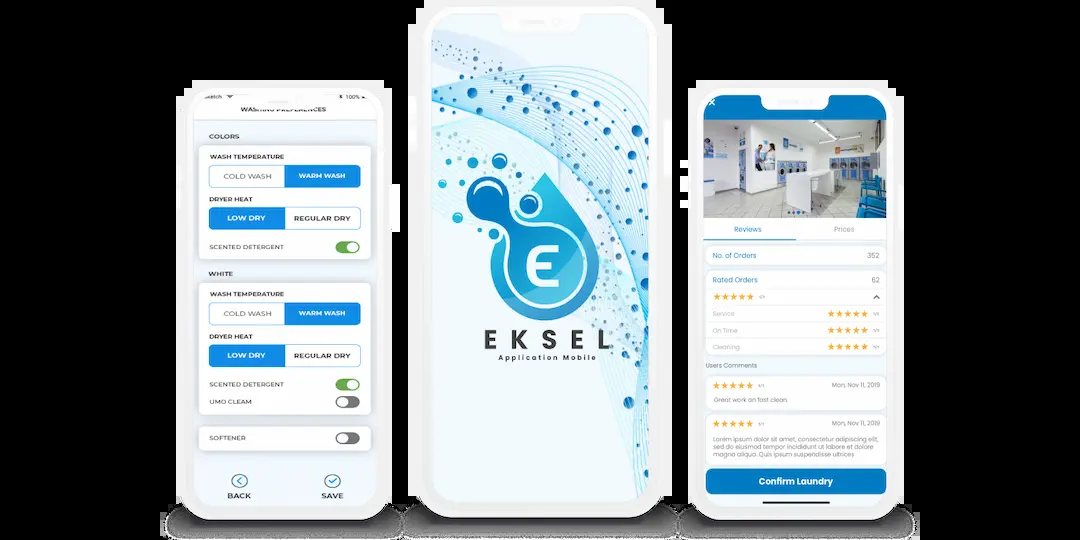 100%
WASHING PREFERENCES
COLORS
WASH TEMPERATURE
COLD WASH WARM WASH
DRYER HEAT
LOW DRY REGULAR DRY
SCENTED DETERGENT
WHITE
WASH TEMPERATURE
COLD WASH WARM WASH
DRYER HEAT
LOW DRY REGULAR DRY
SCENTED DETERGENT
UMO CLEAM
SOFTENER
BACK SAVE
E
EKSEL
Application Mobile
Reviews Prices
No. of Orders 352
Rated Orders 62
Service
On Time
Cleaning
Users Comments
Mon, Nov 11, 2019
Great work on fast clean.
Mon, Nov 11, 2019
Lorem ipsum dolor sit amet, consectetur adipiscing elit,
sed do eiusmod tempor incididunt ut labore et dolore
magna aliqua. Quis ipsum suspendisse ultrices
Confirm Laundry